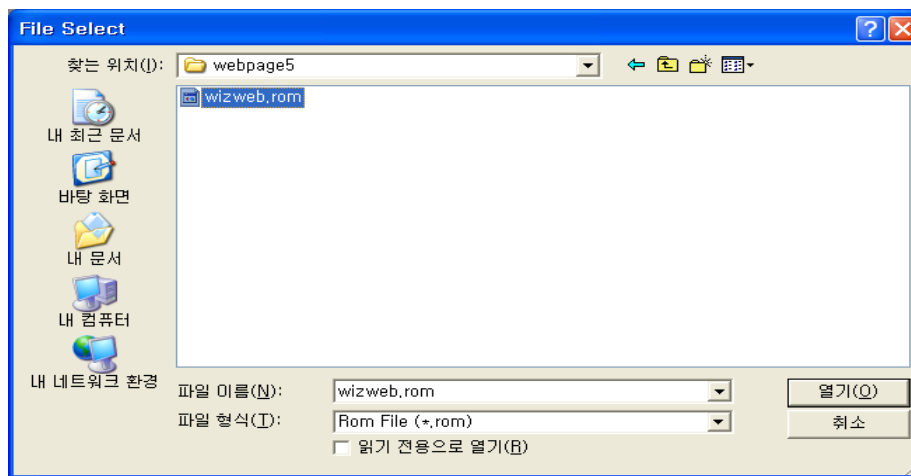 File Select
찾는 위치(I): webpage5
wizweb.rom
내 최근 문서
바탕 화면
내 문서
내 컴퓨터
내 네트워크 환경
파일 이름(N): wizweb.rom 열기(O)
파일 형식(T): Rom File (*.rom) 취소
읽기 전용으로 열기(R)